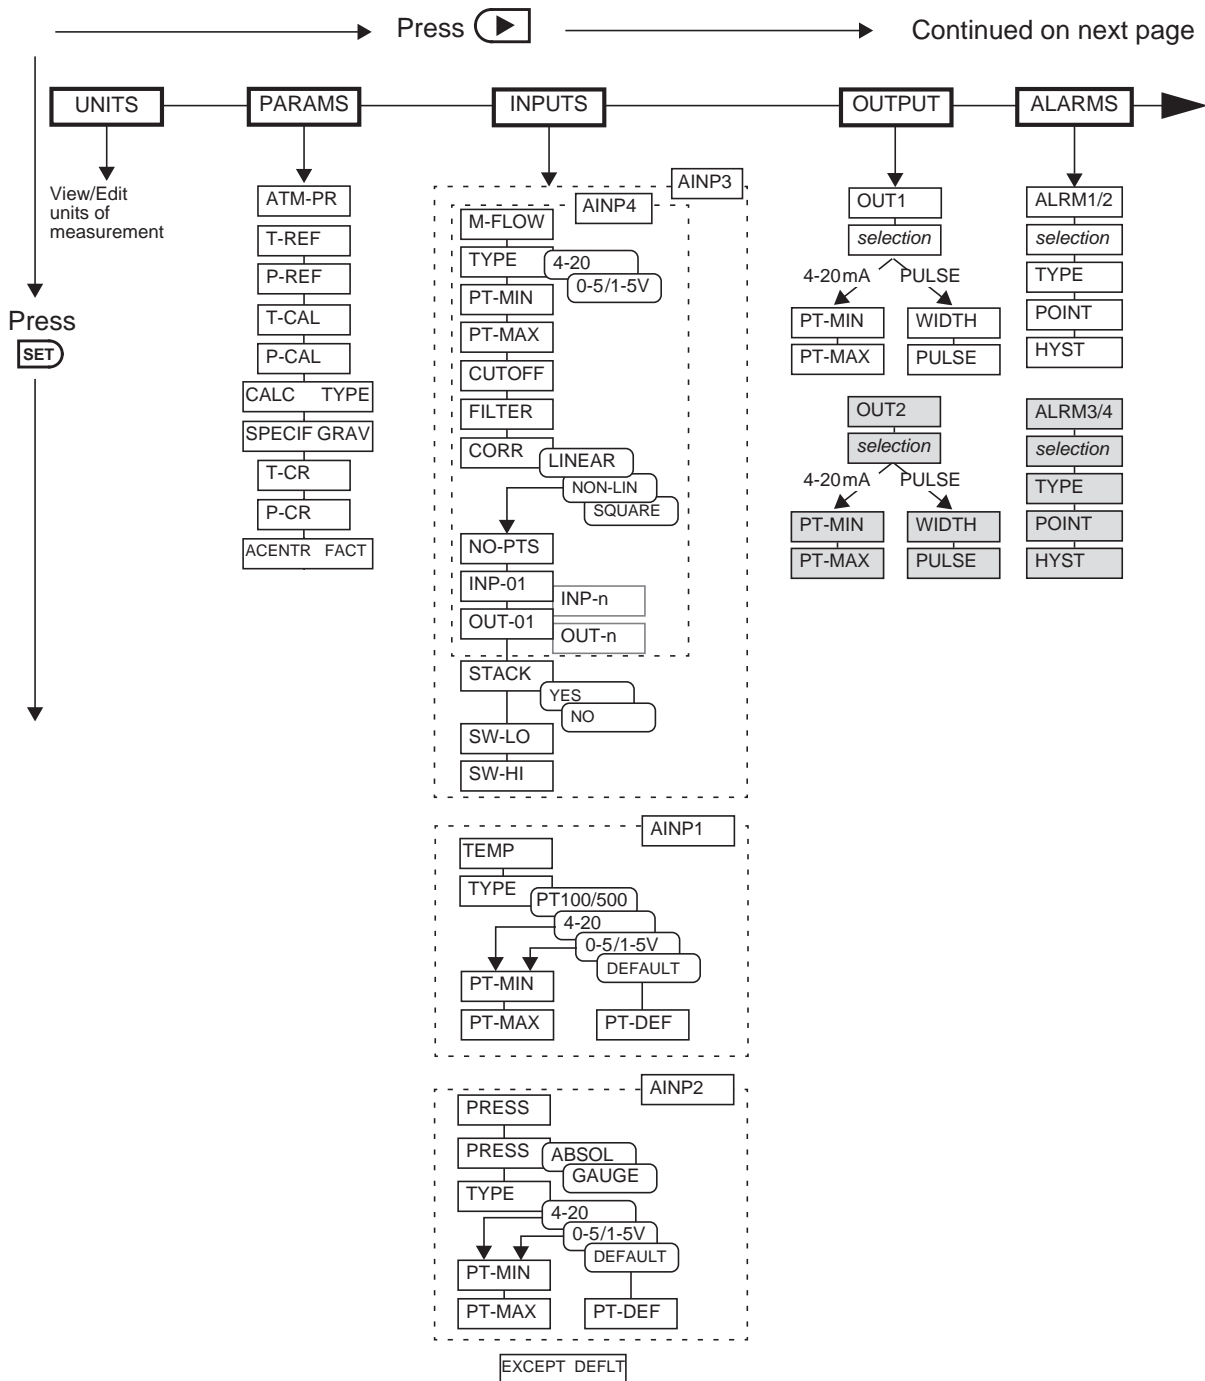 Press
Continued on next page
Press
SET
UNITS
View/Edit
units of
measurement
PARAMS
ATM-PR
T-REF
P-REF
T-CAL
P-CAL
CALC TYPE
SPECIF GRAV
T-CR
P-CR
ACENTR FACT
INPUTS
AINP3
AINP4
M-FLOW
TYPE
4-20
0-5/1-5V
PT-MIN
PT-MAX
CUTOFF
FILTER
CORR
LINEAR
NON-LIN
SQUARE
NO-PTS
INP-01
INP-n
OUT-01
OUT-n
STACK
YES
NO
SW-LO
SW-HI
AINP1
TEMP
TYPE
PT100/500
4-20
0-5/1-5V
DEFAULT
PT-MIN
PT-MAX
PT-DEF
AINP2
PRESS
PRESS
ABSOL
GAUGE
TYPE
4-20
0-5/1-5V
DEFAULT
PT-MIN
PT-MAX
PT-DEF
EXCEPT DEFLT
OUTPUT
OUT1
selection
4-20mA PULSE
PT-MIN WIDTH
PT-MAX PULSE
OUT2
selection
4-20mA PULSE
PT-MIN WIDTH
PT-MAX PULSE
ALARMS
ALRM1/2
selection
TYPE
POINT
HYST
ALRM3/4
selection
TYPE
POINT
HYST